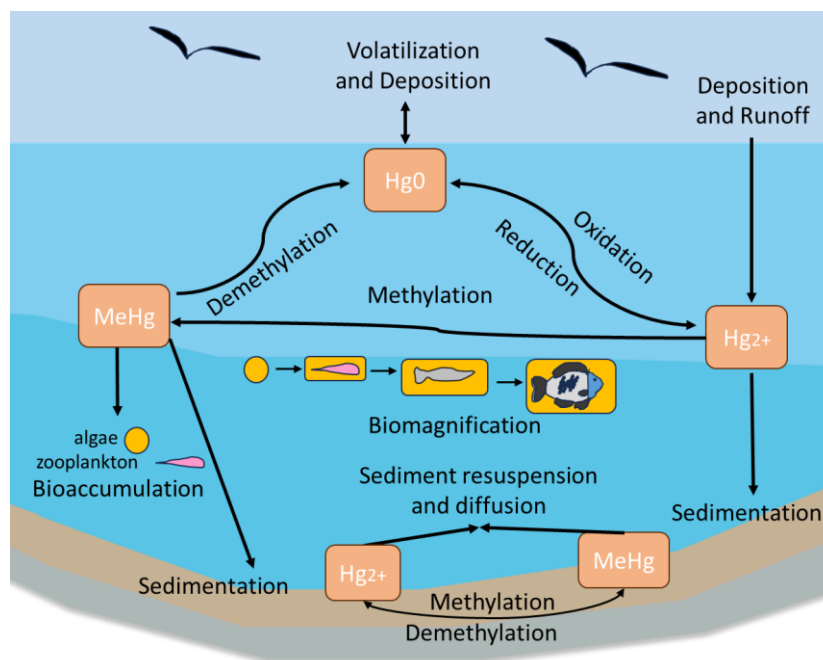 Volatilization
and Deposition
Deposition
and Runoff
Hg0
Oxidation
Reduction
Demethylation
Methylation
MeHg
Hg2+
Biomagnification
algae
zooplankton
Bioaccumulation
Sediment resuspension
and diffusion
Sedimentation
Sedimentation
Hg2+
MeHg
Methylation
Demethylation